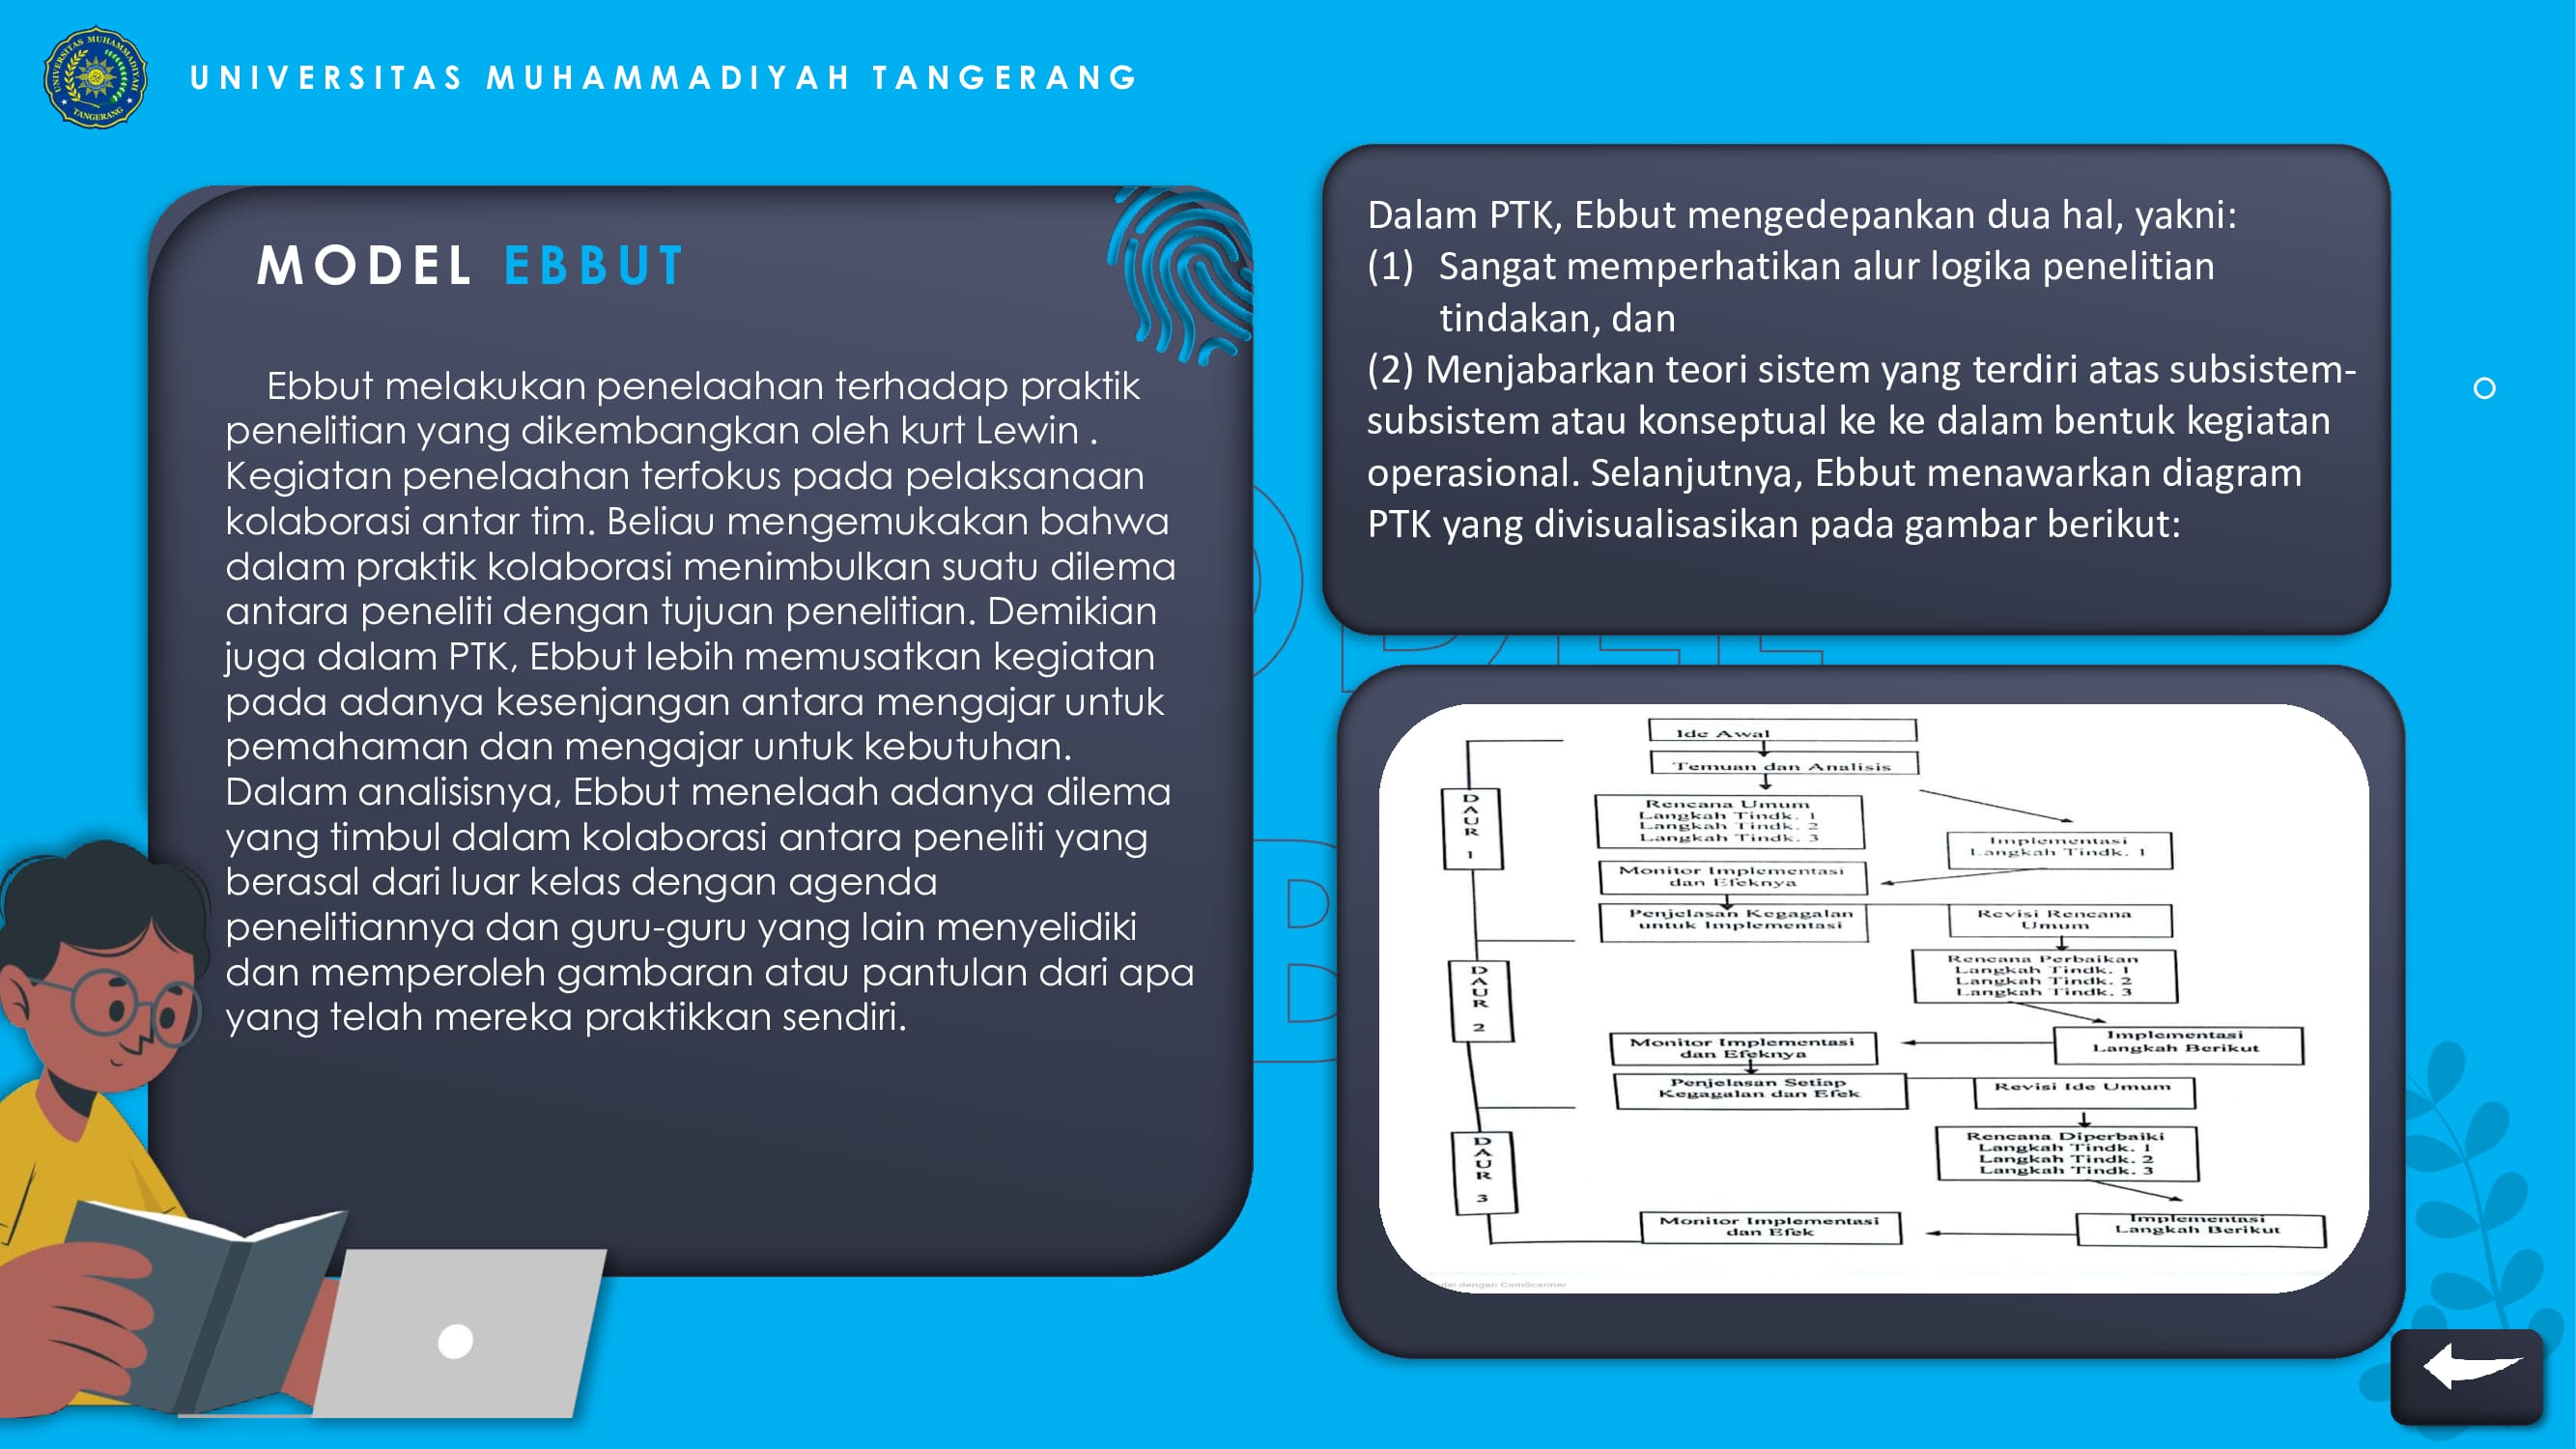 UNIVERSITAS MUHAMMADIYAH TANGERANG
MODEL EBBUT
Ebbut melakukan penelaahan terhadap praktik
penelitian yang dikembangkan oleh kurt Lewin .
Kegiatan penelaahan terfokus pada pelaksanaan
kolaborasi antar tim. Beliau mengemukakan bahwa
dalam praktik kolaborasi menimbulkan suatu dilema
antara peneliti dengan tujuan penelitian. Demikian
juga dalam PTK, Ebbut lebih memusatkan kegiatan
pada adanya kesenjangan antara mengajar untuk
pemahaman dan mengajar untuk kebutuhan.
Dalam analisisnya, Ebbut menelaah adanya dilema
yang timbul dalam kolaborasi antara peneliti yang
berasal dari luar kelas dengan agenda
penelitiannya dan guru-guru yang lain menyelidiki
dan memperoleh gambaran atau pantulan dari apa
yang telah mereka praktikkan sendiri.
Dalam PTK, Ebbut mengedepankan dua hal, yakni:
(1) Sangat memperhatikan alur logika penelitian
tindakan, dan
(2) Menjabarkan teori sistem yang terdiri atas subsistem-
subsistem atau konseptual ke ke dalam bentuk kegiatan
operasional. Selanjutnya, Ebbut menawarkan diagram
PTK yang divisualisasikan pada gambar berikut:
Ide Awal
Temuan dan Analisis
DAUR 1
Rencana Umum
Langkah Tindk. 1
Langkah Tindk. 2
Langkah Tindk. 3
Implementasi
Langkah Tindk. 1
Monitor Implementasi
dan Efeknya
Penjelasan Kegagalan
untuk Implementasi
Revisi Rencana
Umum
DAUR 2
Rencana Perbaikan
Langkah Tindk. 1
Langkah Tindk. 2
Langkah Tindk. 3
Implementasi
Langkah Berikut
Monitor Implementasi
dan Efeknya
Penjelasan Setiap
Kegagalan dan Efek
Revisi Ide Umum
DAUR 3
Rencana Diperbaiki
Langkah Tindk. 1
Langkah Tindk. 2
Langkah Tindk. 3
Implementasi
Langkah Berikut
Monitor Implementasi
dan Efek
dengan CamScanner